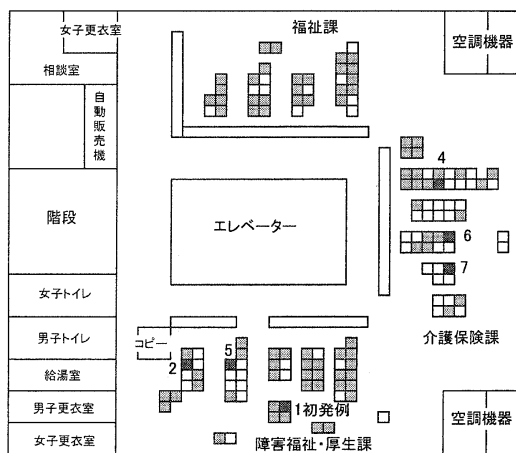 女子更衣室
福祉課
空調機器
相談室
自動販売機
4
階段
エレベーター
6
7
女子トイレ
男子トイレ
コピー
介護保険課
5
2
給湯室
男子更衣室
1初発例
空調機器
女子更衣室
障害福祉・厚生課